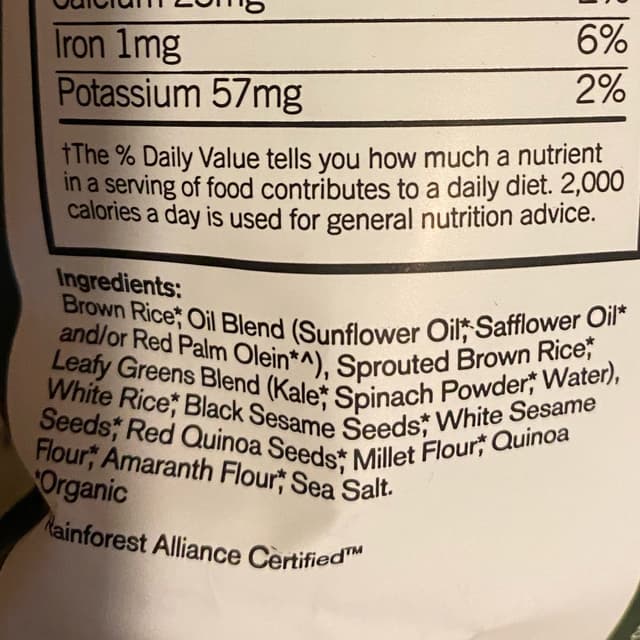 Iron 1mg 6%
Potassium 57mg 2%
†The % Daily Value tells you how much a nutrient
in a serving of food contributes to a daily diet. 2,000
calories a day is used for general nutrition advice.
Ingredients:
Brown Rice*, Oil Blend (Sunflower Oil*, Safflower Oil*
and/or Red Palm Olein*^), Sprouted Brown Rice*,
Leafy Greens Blend (Kale*, Spinach Powder*, Water),
White Rice*, Black Sesame Seeds*, White Sesame
Seeds*, Red Quinoa Seeds*, Millet Flour*, Quinoa
Flour*, Amaranth Flour*, Sea Salt.
*Organic
Rainforest Alliance Certified™